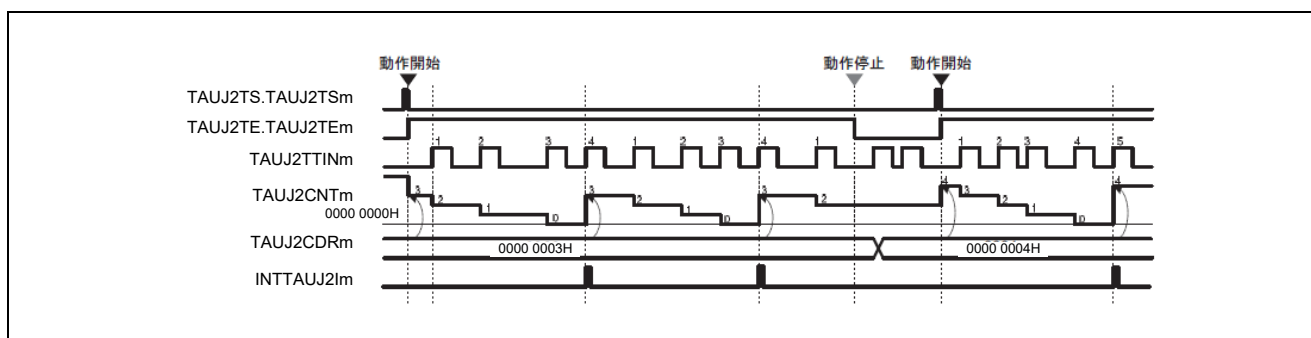 動作開始 動作停止 動作開始
TAUJ2TS.TAUJ2TSm
TAUJ2TE.TAUJ2TEm
1 2 3 4 1 2 3 4 1 1 2 3 4 5
TAUJ2TTINm
TAUJ2CNTm
3 2 1 0 3 2 1 0 3 2 4 3 2 1 0 4
0000 0000H
TAUJ2CDRm
0000 0003H 0000 0004H
INTTAUJ2Im